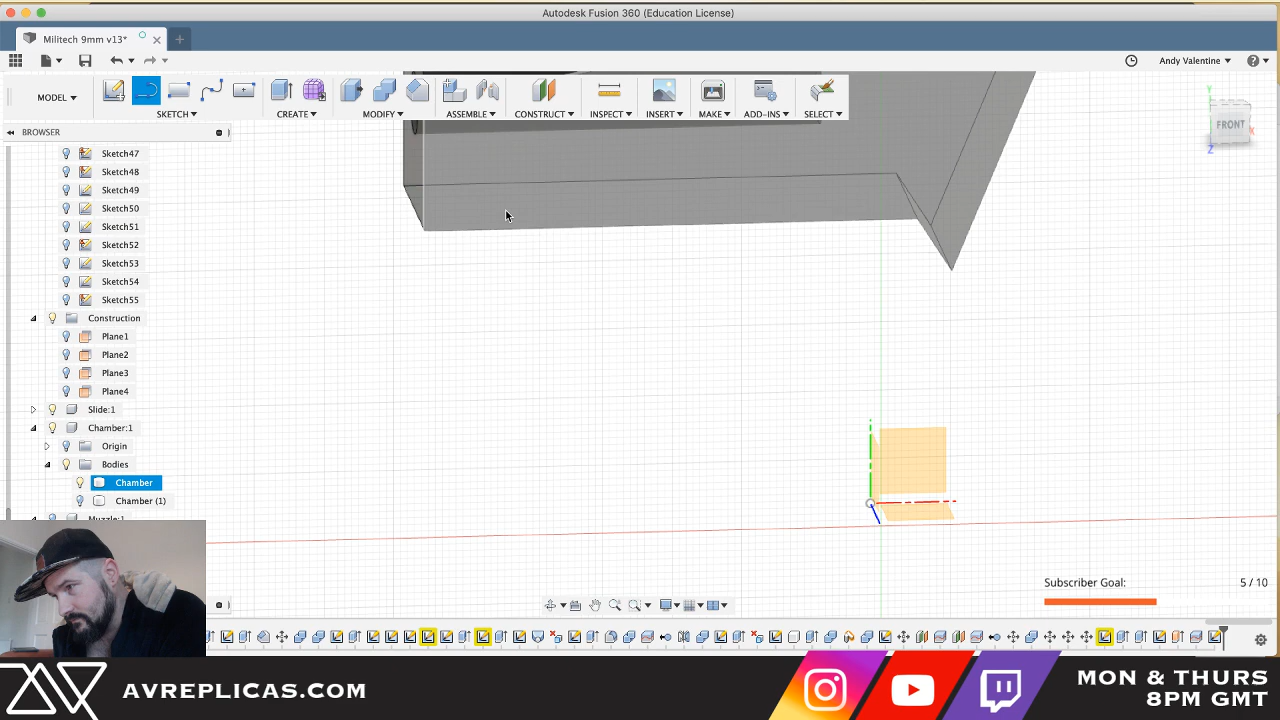 Autodesk Fusion 360 (Education License)
Militech 9mm v13*
Andy Valentine
MODEL
SKETCH
CREATE
MODIFY
ASSEMBLE
CONSTRUCT
INSPECT
INSERT
MAKE
ADD-INS
SELECT
Y
FRONT
X
Z
BROWSER
Sketch47
Sketch48
Sketch49
Sketch50
Sketch51
Sketch52
Sketch53
Sketch54
Sketch55
Construction
Plane1
Plane2
Plane3
Plane4
Slide:1
Chamber:1
Origin
Bodies
Chamber
Chamber (1)
Muzzle:1
Subscriber Goal:
5 / 10
AVREPLICAS.COM
MON & THURS
8PM GMT